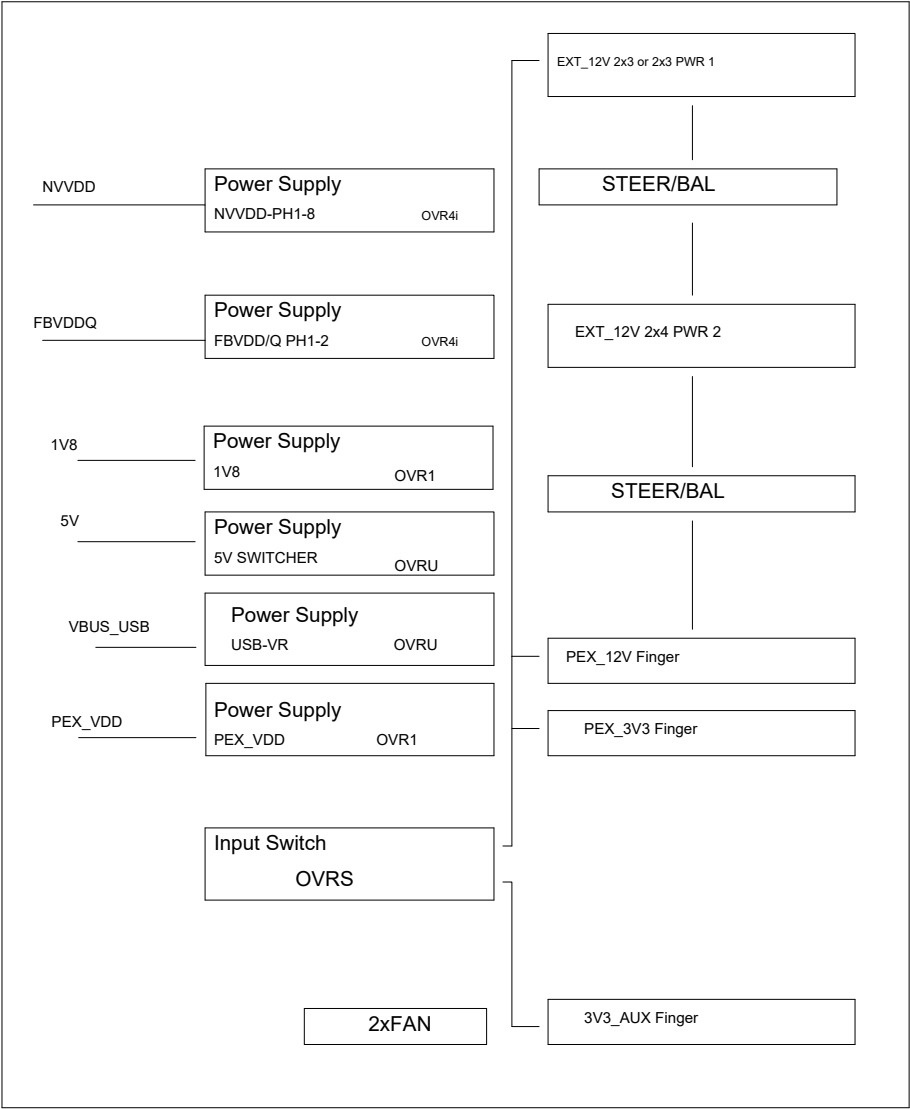 EXT_12V 2x3 or 2x3 PWR 1
NVVDD
Power Supply
NVVDD-PH1-8 OVR4i
STEER/BAL
FBVDDQ
Power Supply
FBVDD/Q PH1-2 OVR4i
EXT_12V 2x4 PWR 2
1V8
Power Supply
1V8 OVR1
STEER/BAL
5V
Power Supply
5V SWITCHER OVRU
VBUS_USB
Power Supply
USB-VR OVRU
PEX_12V Finger
PEX_VDD
Power Supply
PEX_VDD OVR1
PEX_3V3 Finger
Input Switch
OVRS
2xFAN
3V3_AUX Finger